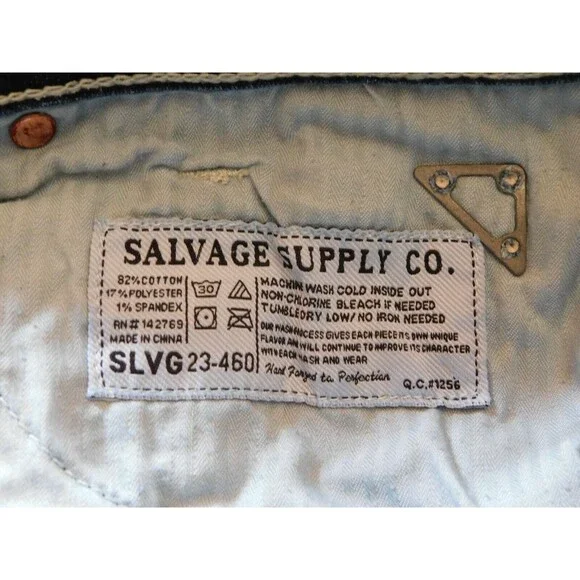 SALVAGE SUPPLY CO.
82% COTTON
17% POLYESTER
1% SPANDEX
RN# 142769
MADE IN CHINA
SLVG 23-460
30
MACHINE WASH COLD INSIDE OUT
NON-CHLORINE BLEACH IF NEEDED
TUMBLE DRY LOW/ NO IRON NEEDED
OUR WASH PROCESS GIVES EACH PIECE ITS OWN UNIQUE
FLAVOR AND WILL CONTINUE TO IMPROVE ITS CHARACTER
WITH EACH WASH AND WEAR
Hard Forged to Perfection
Q.C.#1256